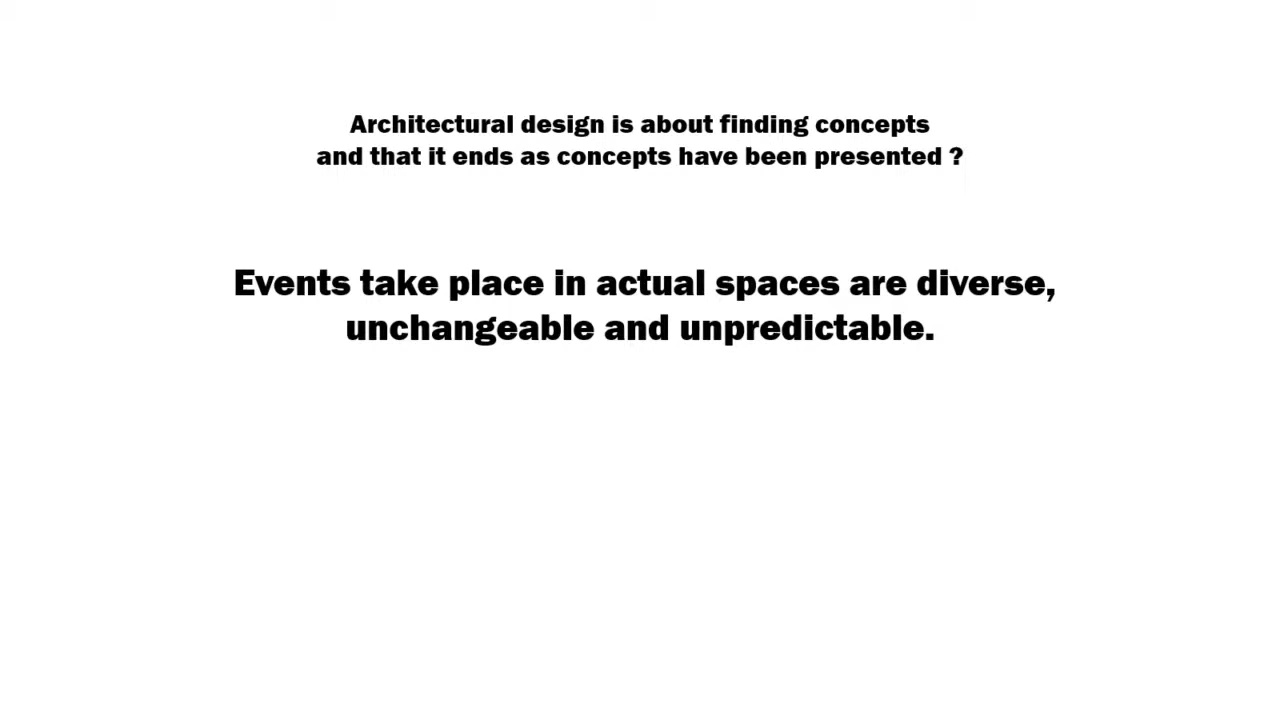 Architectural design is about finding concepts
and that it ends as concepts have been presented ?
Events take place in actual spaces are diverse,
unchangeable and unpredictable.